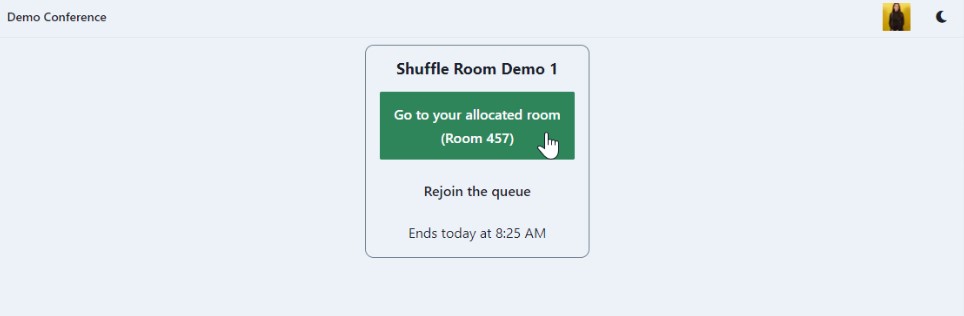 Demo Conference
Shuffle Room Demo 1
Go to your allocated room
(Room 457)
Rejoin the queue
Ends today at 8:25 AM